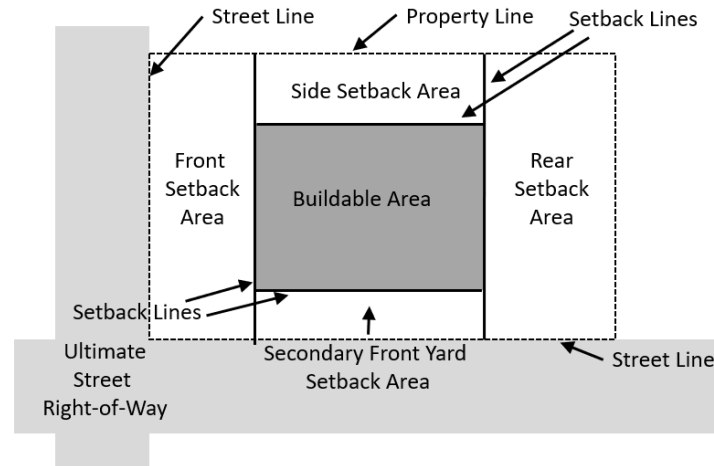 Street Line
Property Line
Setback Lines
Side Setback Area
Front
Setback
Area
Buildable Area
Rear
Setback
Area
Setback Lines
Ultimate
Street
Right-of-Way
Secondary Front Yard
Setback Area
Street Line